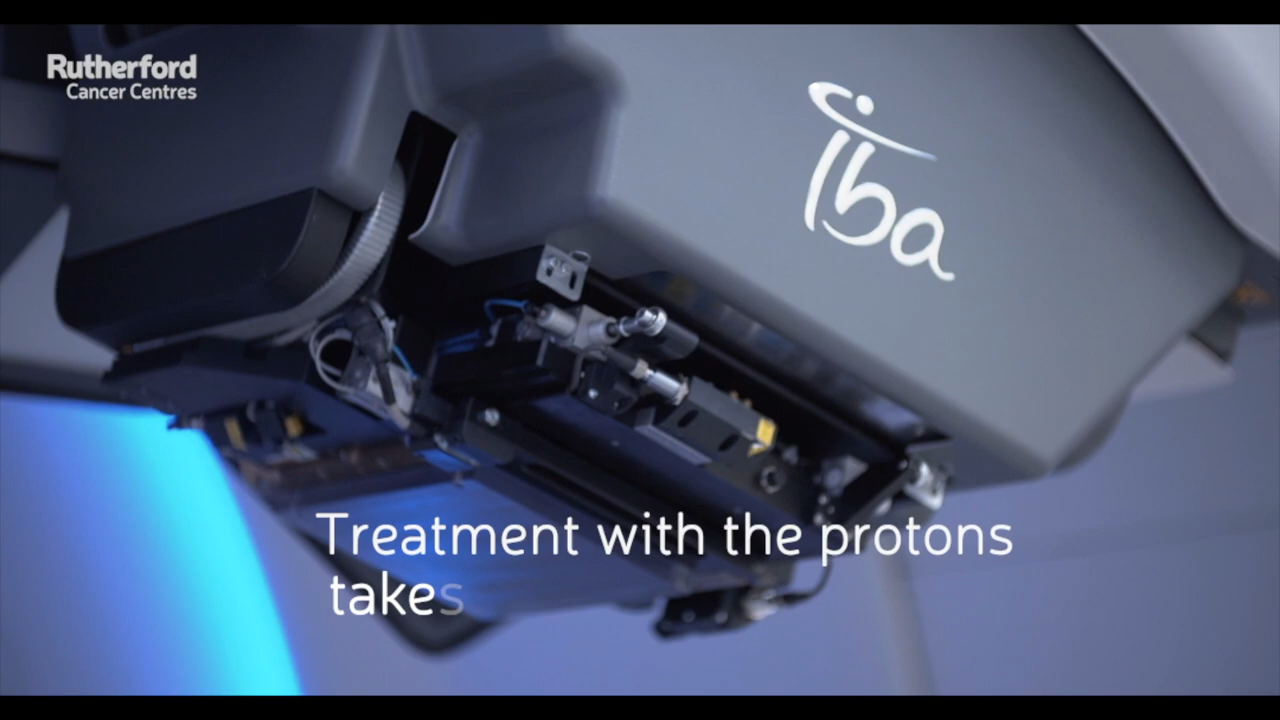 Rutherford
Cancer Centres
iba
Treatment with the protons
takes